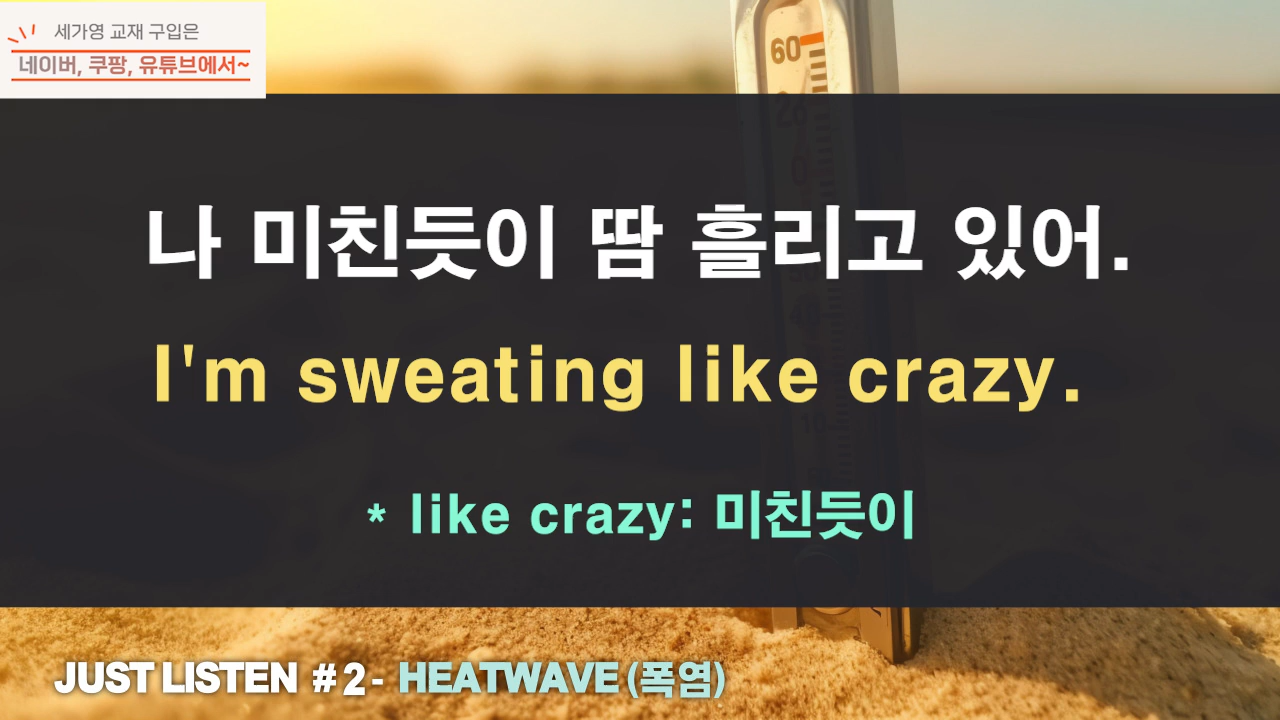 세가영 교재 구입은
네이버, 쿠팡, 유튜브에서~
60
나 미친듯이 땀 흘리고 있어.
I'm sweating like crazy.
* like crazy: 미친듯이
JUST LISTEN #2- HEATWAVE (폭염)